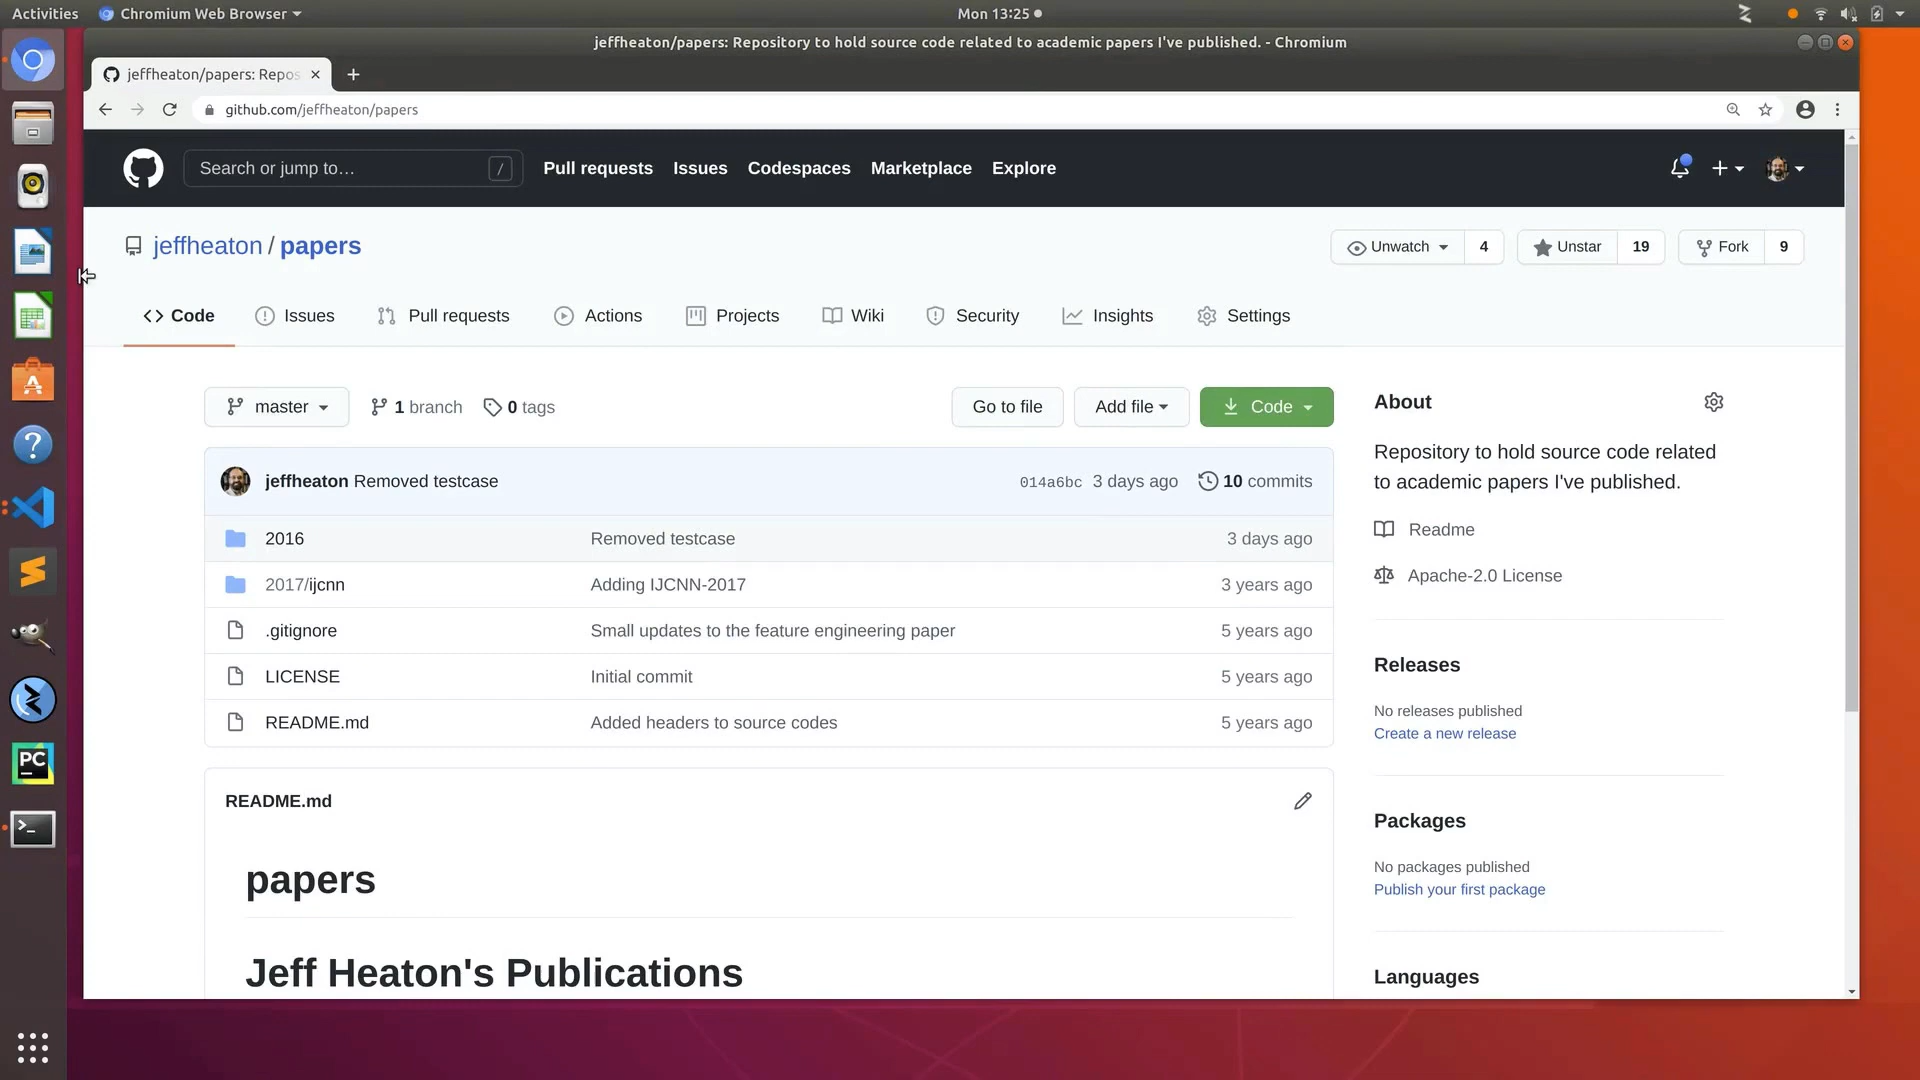 Activities Chromium Web Browser Mon 13:25
jeffheaton/papers: Repository to hold source code related to academic papers I've published. - Chromium
jeffheaton/papers: Repos
github.com/jeffheaton/papers
Search or jump to… / Pull requests Issues Codespaces Marketplace Explore
jeffheaton / papers Unwatch 4 Unstar 19 Fork 9
Code Issues Pull requests Actions Projects Wiki Security Insights Settings
master 1 branch 0 tags Go to file Add file Code
jeffheaton Removed testcase 014a6bc 3 days ago 10 commits
2016 Removed testcase 3 days ago
2017/ijcnn Adding IJCNN-2017 3 years ago
.gitignore Small updates to the feature engineering paper 5 years ago
LICENSE Initial commit 5 years ago
README.md Added headers to source codes 5 years ago
README.md
papers
Jeff Heaton's Publications
About
Repository to hold source code related
to academic papers I've published.
Readme
Apache-2.0 License
Releases
No releases published
Create a new release
Packages
No packages published
Publish your first package
Languages
PC